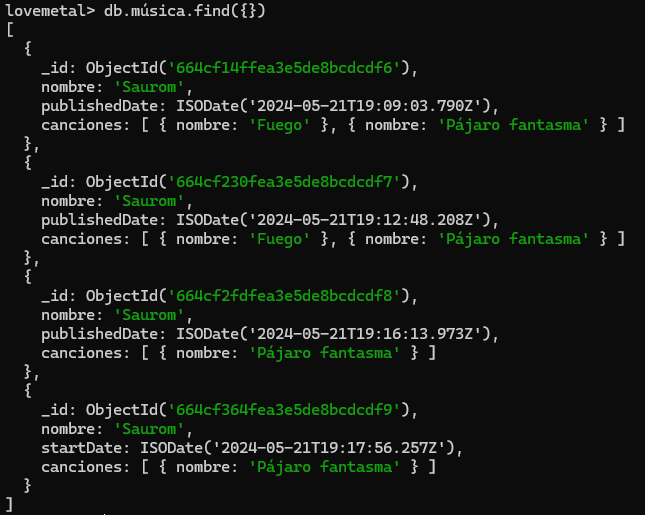 lovemetal> db.música.find({})
[
  {
    _id: ObjectId('664cf14ffea3e5de8bcdcdf6'),
    nombre: 'Saurom',
    publishedDate: ISODate('2024-05-21T19:09:03.790Z'),
    canciones: [ { nombre: 'Fuego' }, { nombre: 'Pájaro fantasma' } ]
  },
  {
    _id: ObjectId('664cf230fea3e5de8bcdcdf7'),
    nombre: 'Saurom',
    publishedDate: ISODate('2024-05-21T19:12:48.208Z'),
    canciones: [ { nombre: 'Fuego' }, { nombre: 'Pájaro fantasma' } ]
  },
  {
    _id: ObjectId('664cf2fdfea3e5de8bcdcdf8'),
    nombre: 'Saurom',
    publishedDate: ISODate('2024-05-21T19:16:13.973Z'),
    canciones: [ { nombre: 'Pájaro fantasma' } ]
  },
  {
    _id: ObjectId('664cf364fea3e5de8bcdcdf9'),
    nombre: 'Saurom',
    startDate: ISODate('2024-05-21T19:17:56.257Z'),
    canciones: [ { nombre: 'Pájaro fantasma' } ]
  }
]